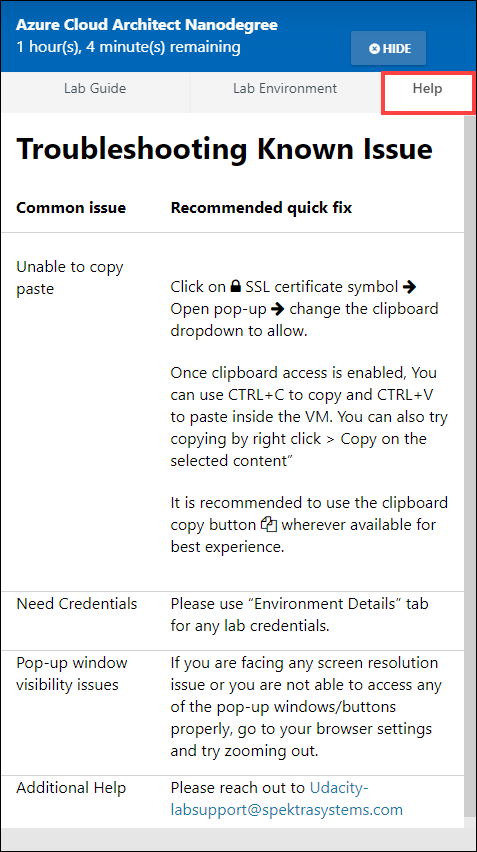 Azure Cloud Architect Nanodegree
1 hour(s), 4 minute(s) remaining
HIDE
Lab Guide
Lab Environment
Help
Troubleshooting Known Issue
Common issue
Recommended quick fix
Unable to copy
paste
Click on SSL certificate symbol
Open pop-up change the clipboard
dropdown to allow.
Once clipboard access is enabled, You
can use CTRL+C to copy and CTRL+V
to paste inside the VM. You can also try
copying by right click > Copy on the
selected content”
It is recommended to use the clipboard
copy button wherever available for
best experience.
Need Credentials
Please use “Environment Details” tab
for any lab credentials.
Pop-up window
visibility issues
If you are facing any screen resolution
issue or you are not able to access any
of the pop-up windows/buttons
properly, go to your browser settings
and try zooming out.
Additional Help
Please reach out to Udacity-
labsupport@spektrasystems.com